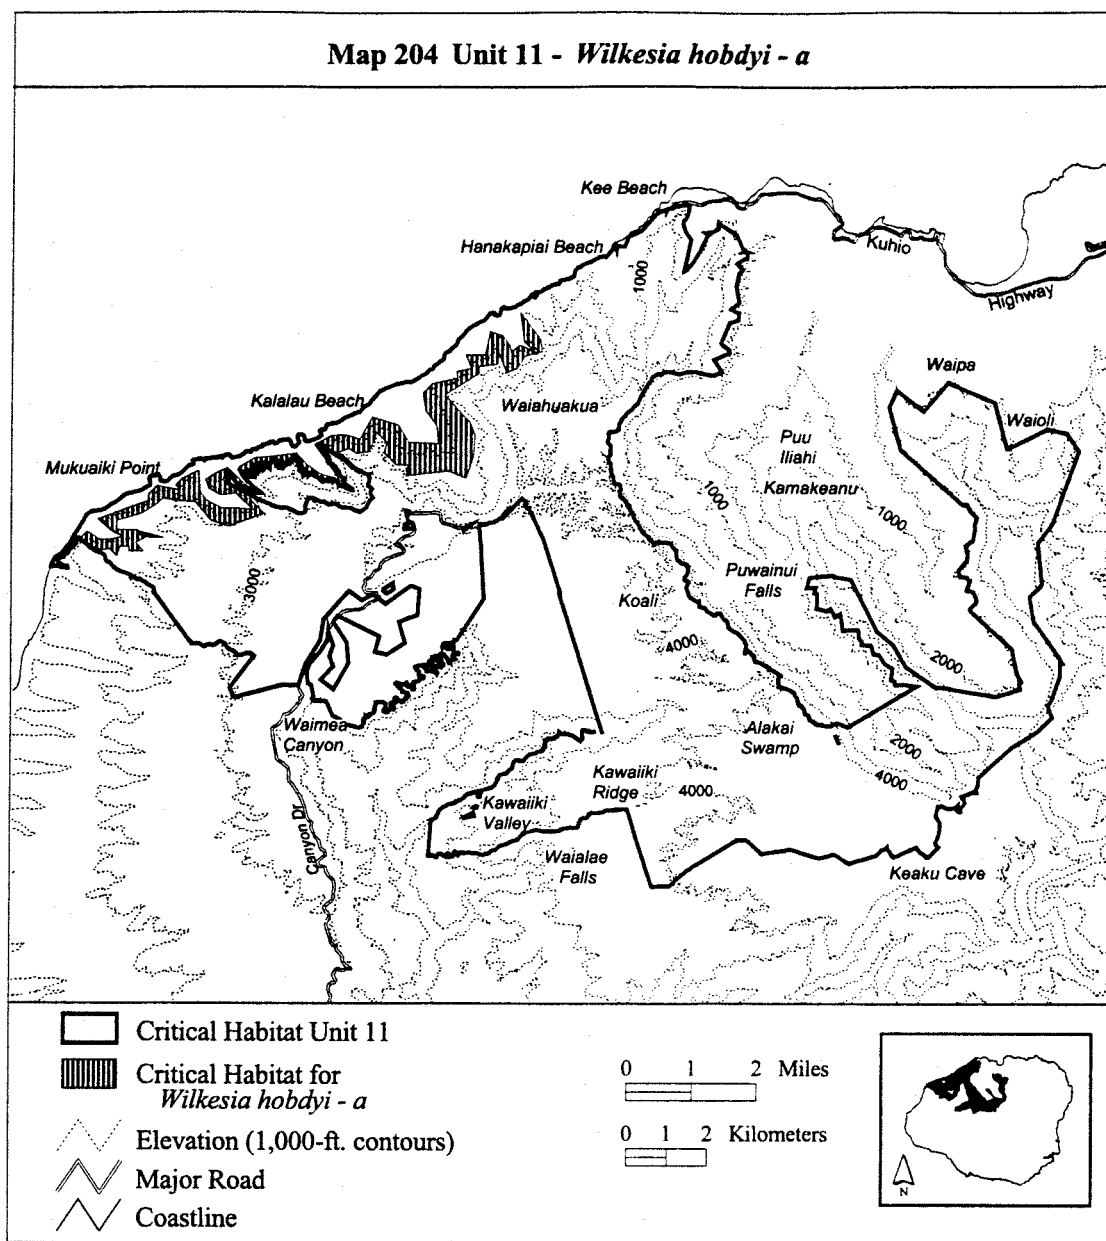 Map 204 Unit 11 - Wilkesia hobdyi - a
Kee Beach
Hanakapiai Beach
Kuhio
Highway
1000
Waipa
Kalalau Beach
Waiahuakua
Waioli
Puu
Iliahi
Mukuaiki Point
Kamakeanu
1000
1000
Puwainui
Falls
3000
Koali
4000
2000
Waimea
Canyon
Alakai
Swamp
2000
4000
Kawaiiki
Ridge
4000
Kawaiiki
Valley
Canyon Dr
Waialae
Falls
Keaku Cave
Critical Habitat Unit 11
Critical Habitat for
Wilkesia hobdyi - a
Elevation (1,000-ft. contours)
Major Road
Coastline
0 1 2 Miles
0 1 2 Kilometers
N